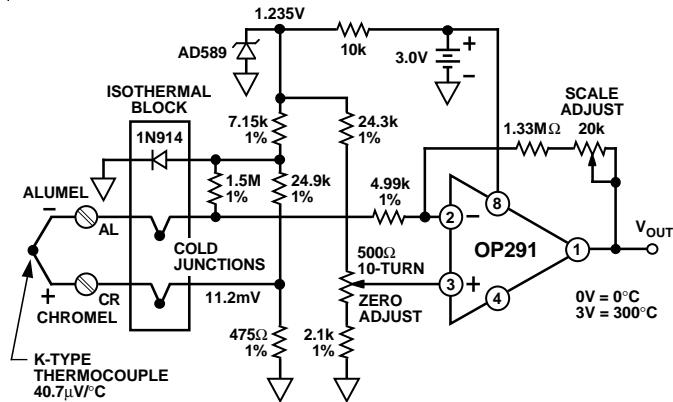 1.235V
AD589
10k
3.0V
+
–
ISOTHERMAL
BLOCK
1N914
7.15k
1%
24.3k
1%
SCALE
ADJUST
1.33MΩ
20k
ALUMEL
–
AL
1.5M
1%
24.9k
1%
4.99k
1%
2
–
8
OP291
1
VOUT
COLD
JUNCTIONS
500Ω
10-TURN
3
+
4
ZERO
ADJUST
0V = 0°C
3V = 300°C
+
CR
CHROMEL
11.2mV
475Ω
1%
2.1k
1%
K-TYPE
THERMOCOUPLE
40.7µV/°C